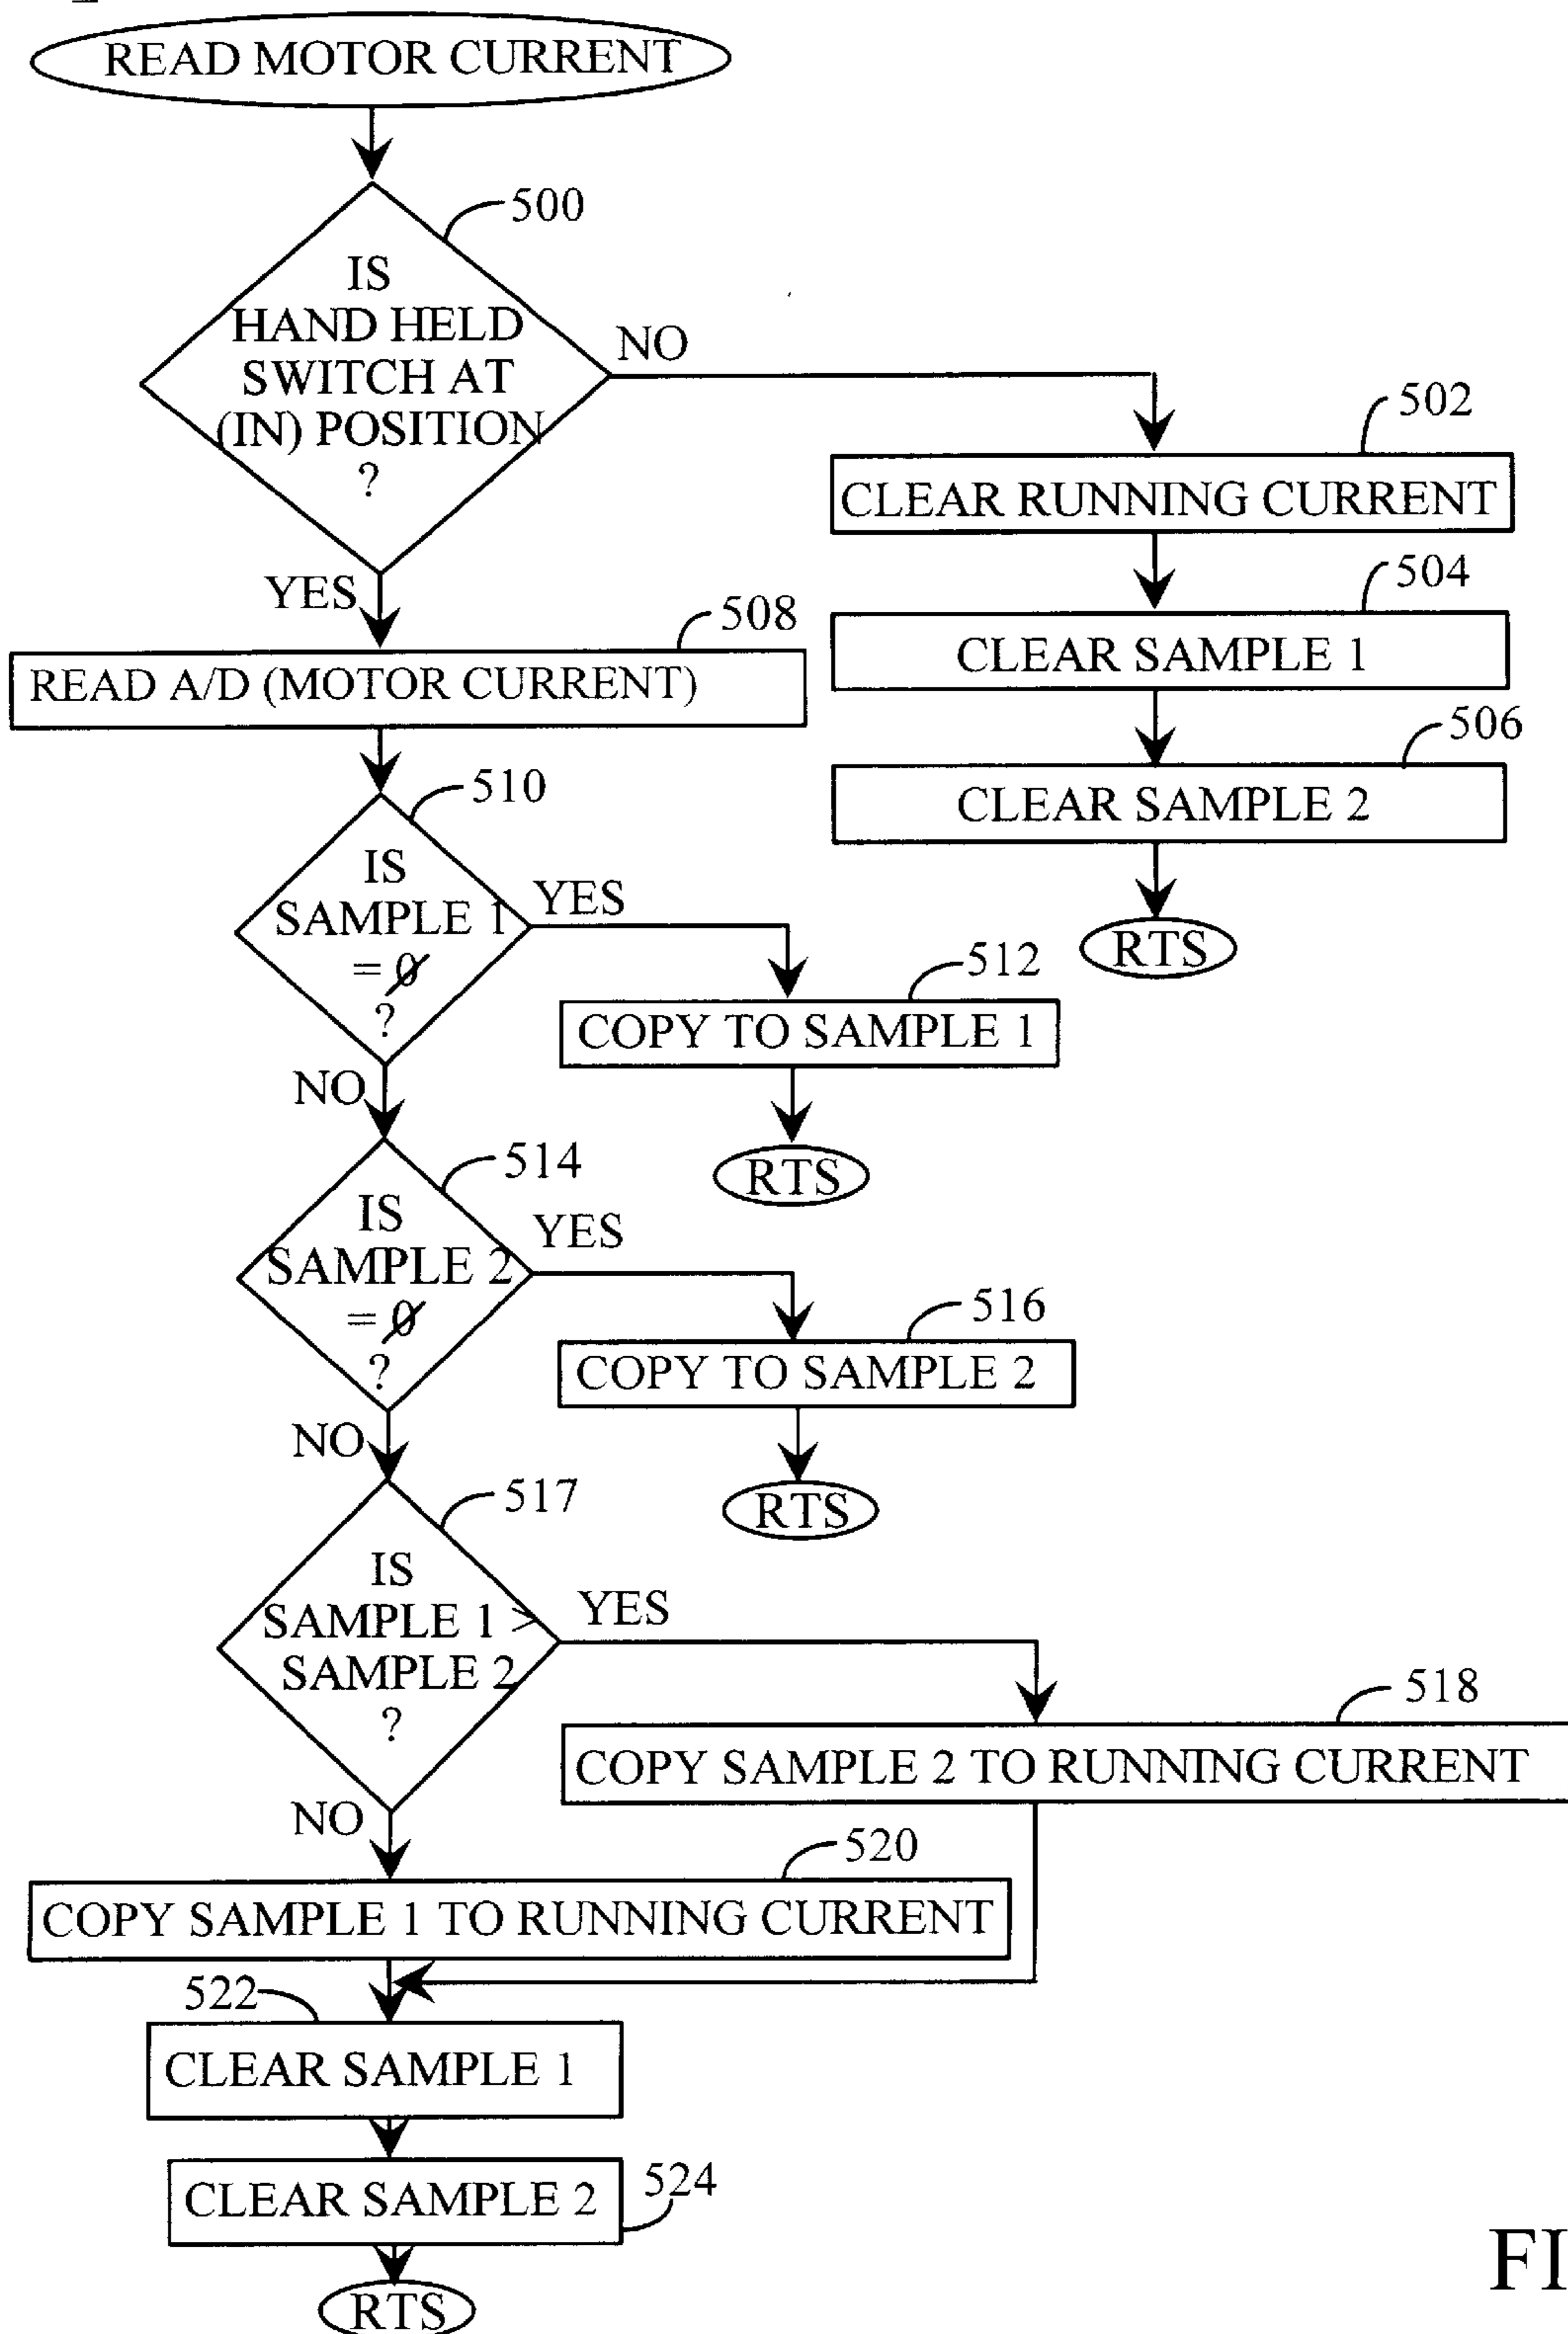 READ MOTOR CURRENT
500
IS
HAND HELD
SWITCH AT
(IN) POSITION
?
NO
YES
502
CLEAR RUNNING CURRENT
504
CLEAR SAMPLE 1
506
CLEAR SAMPLE 2
RTS
508
READ A/D (MOTOR CURRENT)
510
IS
SAMPLE 1
= 0
?
YES
NO
512
COPY TO SAMPLE 1
RTS
514
IS
SAMPLE 2
= 0
?
YES
NO
516
COPY TO SAMPLE 2
RTS
517
IS
SAMPLE 1 >
SAMPLE 2
?
YES
NO
518
COPY SAMPLE 2 TO RUNNING CURRENT
520
COPY SAMPLE 1 TO RUNNING CURRENT
522
CLEAR SAMPLE 1
524
CLEAR SAMPLE 2
RTS
FI